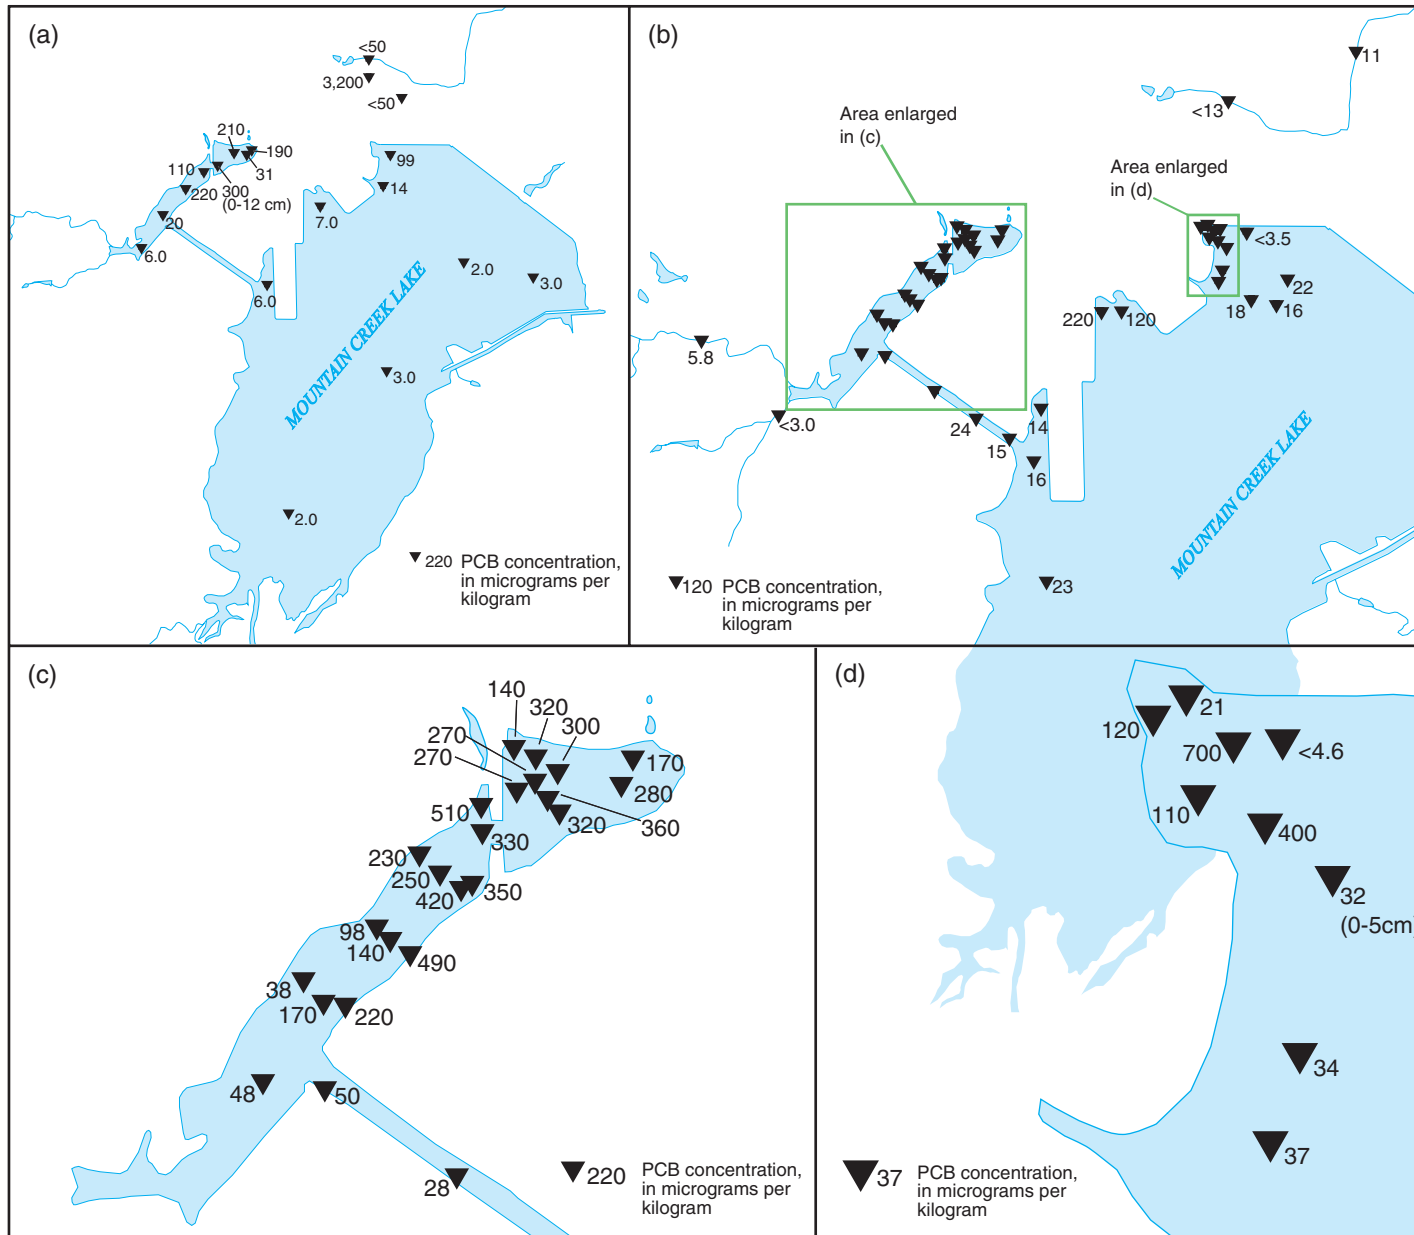 (a)
<50
3,200
<50
210
190
110
31
220
300
(0-12 cm)
20
6.0
99
14
7.0
2.0
3.0
6.0
MOUNTAIN CREEK LAKE
3.0
2.0
220 PCB concentration,
in micrograms per
kilogram
(b)
11
<13
Area enlarged
in (c)
Area enlarged
in (d)
<3.5
22
18
16
220
120
5.8
<3.0
24
14
15
16
MOUNTAIN CREEK LAKE
23
120 PCB concentration,
in micrograms per
kilogram
(c)
140
320
300
270
270
170
280
510
360
320
330
230
250
420
350
98
140
490
38
170
220
48
50
28
220 PCB concentration,
in micrograms per
kilogram
(d)
21
120
700
<4.6
110
400
32
(0-5cm)
34
37
37 PCB concentration,
in micrograms per
kilogram